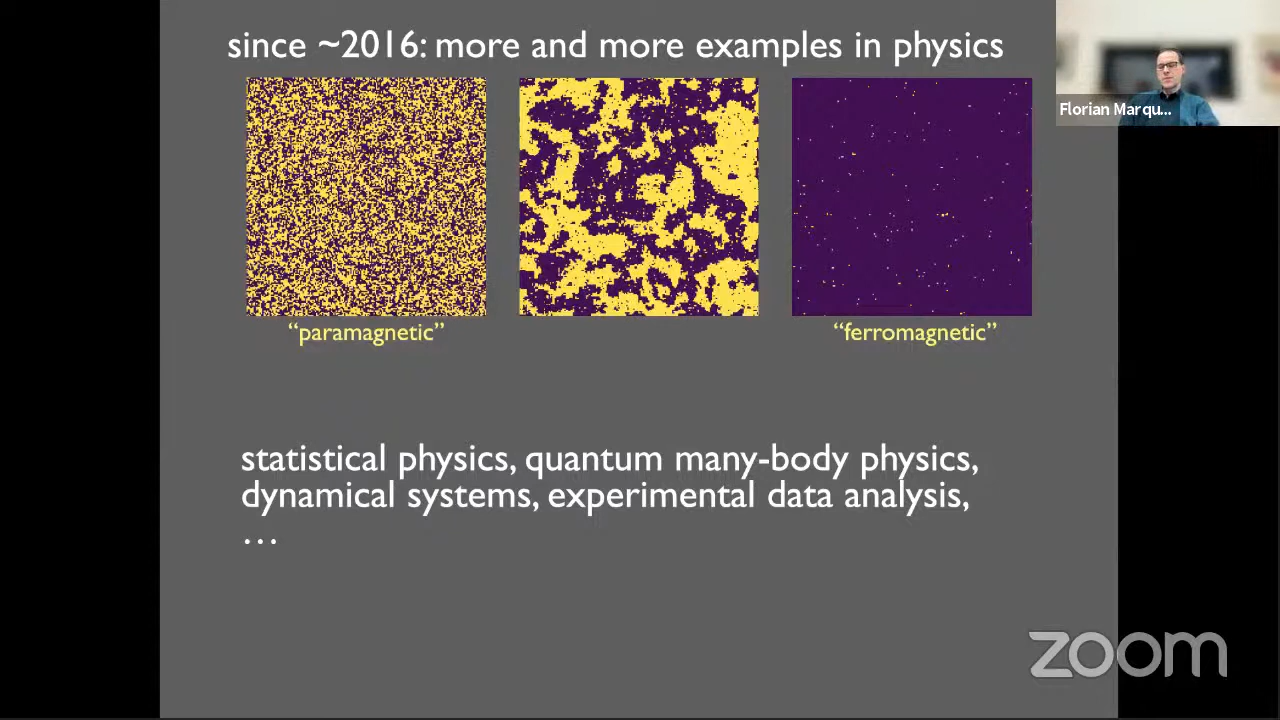 since ~2016: more and more examples in physics
Florian Marqu...
“paramagnetic”
“ferromagnetic”
statistical physics, quantum many-body physics,
dynamical systems, experimental data analysis,
…
zoom